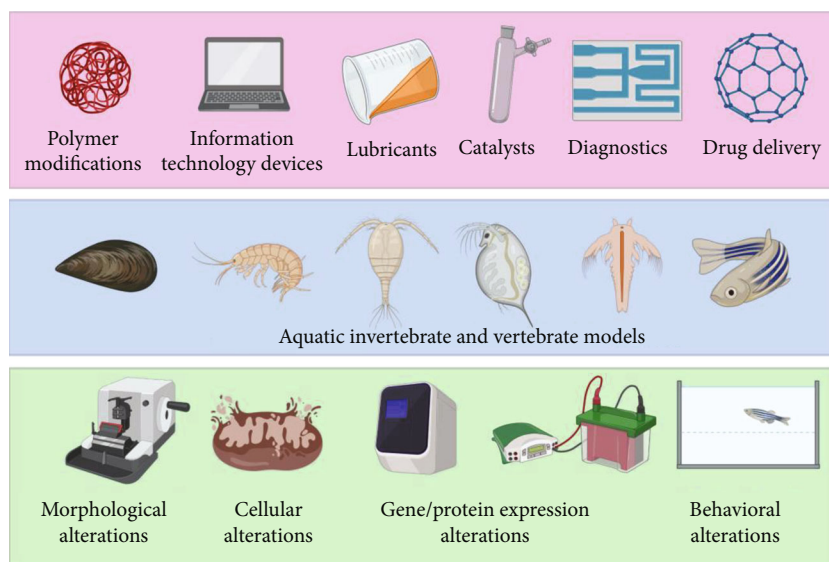 Polymer
modifications
Information
technology devices
Lubricants
Catalysts
Diagnostics
Drug delivery
Aquatic invertebrate and vertebrate models
Morphological
alterations
Cellular
alterations
Gene/protein expression
alterations
Behavioral
alterations